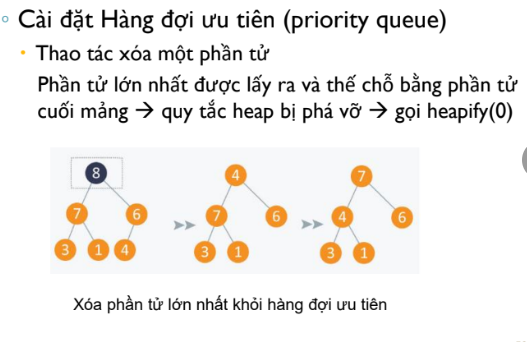 Cài đặt Hàng đợi ưu tiên (priority queue)
Thao tác xóa một phần tử
Phần tử lớn nhất được lấy ra và thế chỗ bằng phần tử
cuối mảng → quy tắc heap bị phá vỡ → gọi heapify(0)
8 4 7
7 6 7 6 4 6
3 1 4 3 1 3 1
Xóa phần tử lớn nhất khỏi hàng đợi ưu tiên